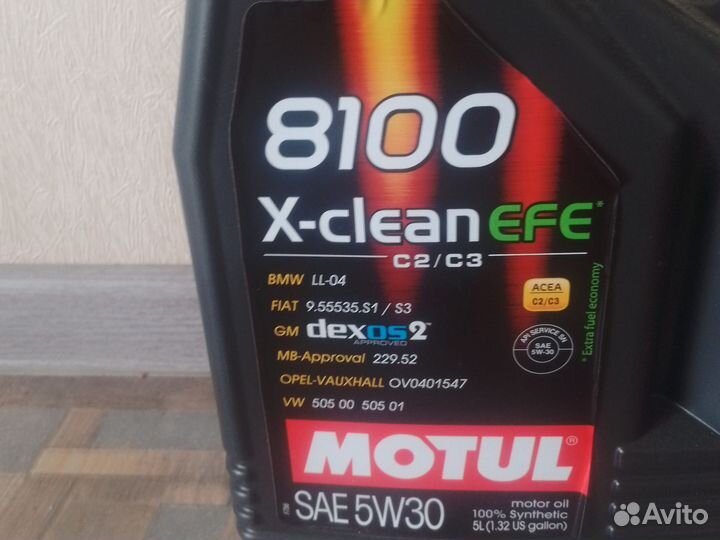 8100
X-clean EFE*
C2/C3
BMW LL-04
FIAT 9.55535.S1 / S3
GM dexos2™
APPROVED
MB-Approval 229.52
OPEL-VAUXHALL OV0401547
VW 505 00 505 01
ACEA
C2/C3
API SERVICE SN
SAE
5W-30
* Extra fuel economy
MOTUL®
SAE 5W30
motor oil
100% Synthetic
5L (1.32 US gallon)
Avito